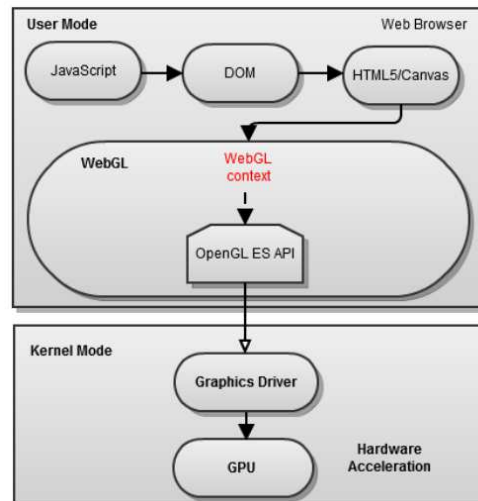 User Mode
Web Browser
JavaScript
DOM
HTML5/Canvas
WebGL
WebGL
context
OpenGL ES API
Kernel Mode
Graphics Driver
GPU
Hardware
Acceleration